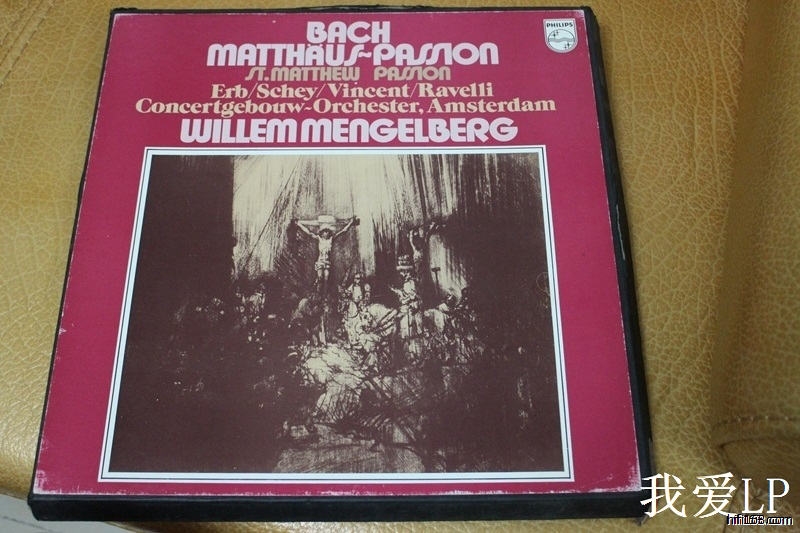 BACH
PHILIPS
MATTHÄUS~PASSION
ST. MATTHEW PASSION
Erb/Schey/Vincent/Ravelli
Concertgebouw~Orchester, Amsterdam
WILLEM MENGELBERG
我爱LP